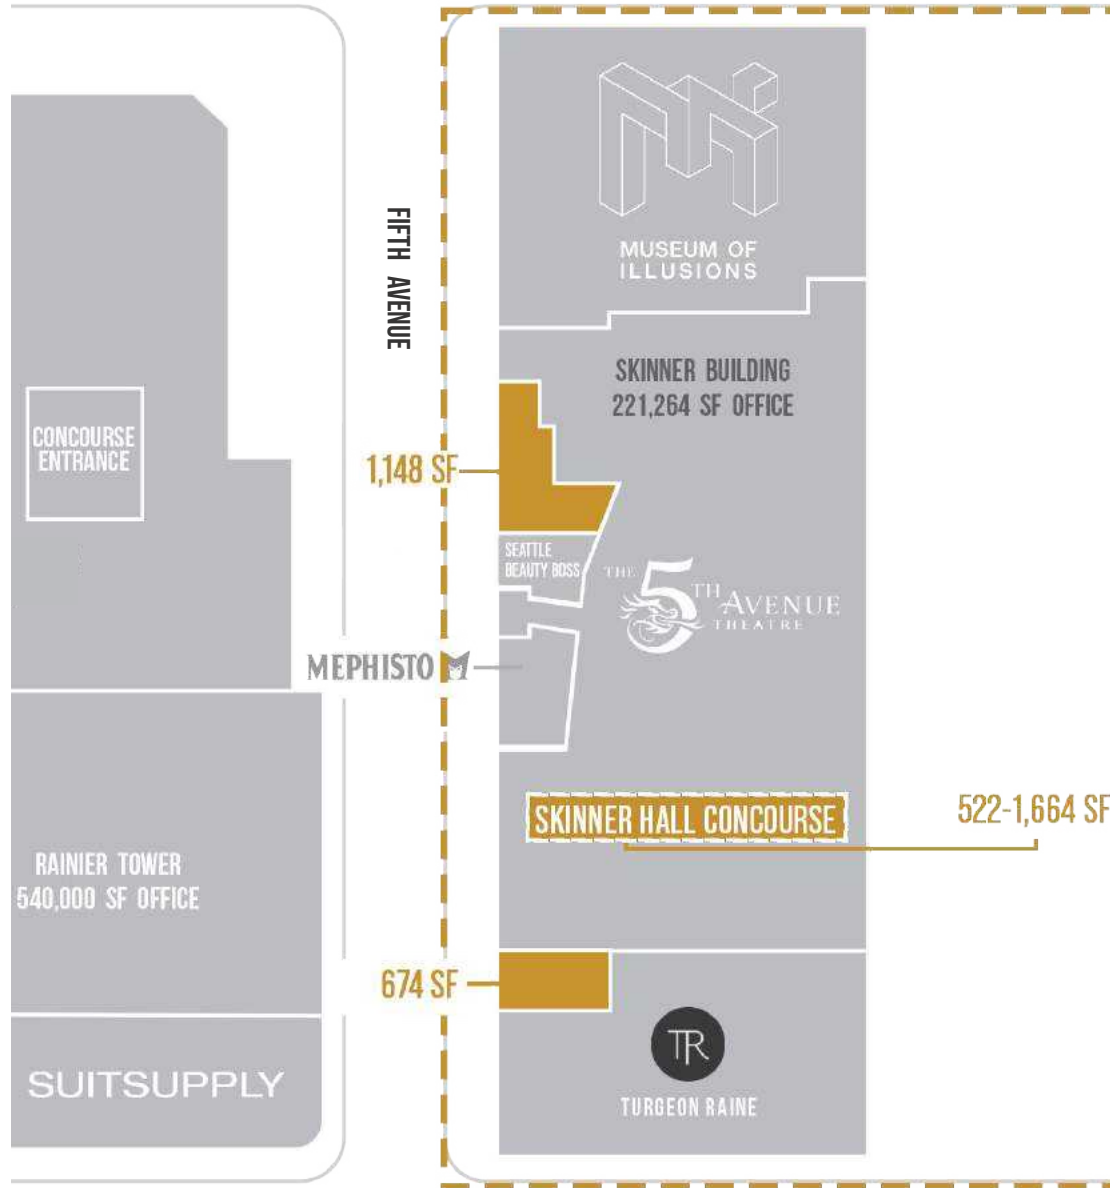 MUSEUM OF
ILLUSIONS
FIFTH AVENUE
SKINNER BUILDING
221,264 SF OFFICE
CONCOURSE
ENTRANCE
1,148 SF
SEATTLE
BEAUTY BOSS
THE 5TH AVENUE
THEATRE
MEPHISTO
SKINNER HALL CONCOURSE
522-1,664 SF
RAINIER TOWER
540,000 SF OFFICE
674 SF
TR
SUITSUPPLY
TURGEON RAINE